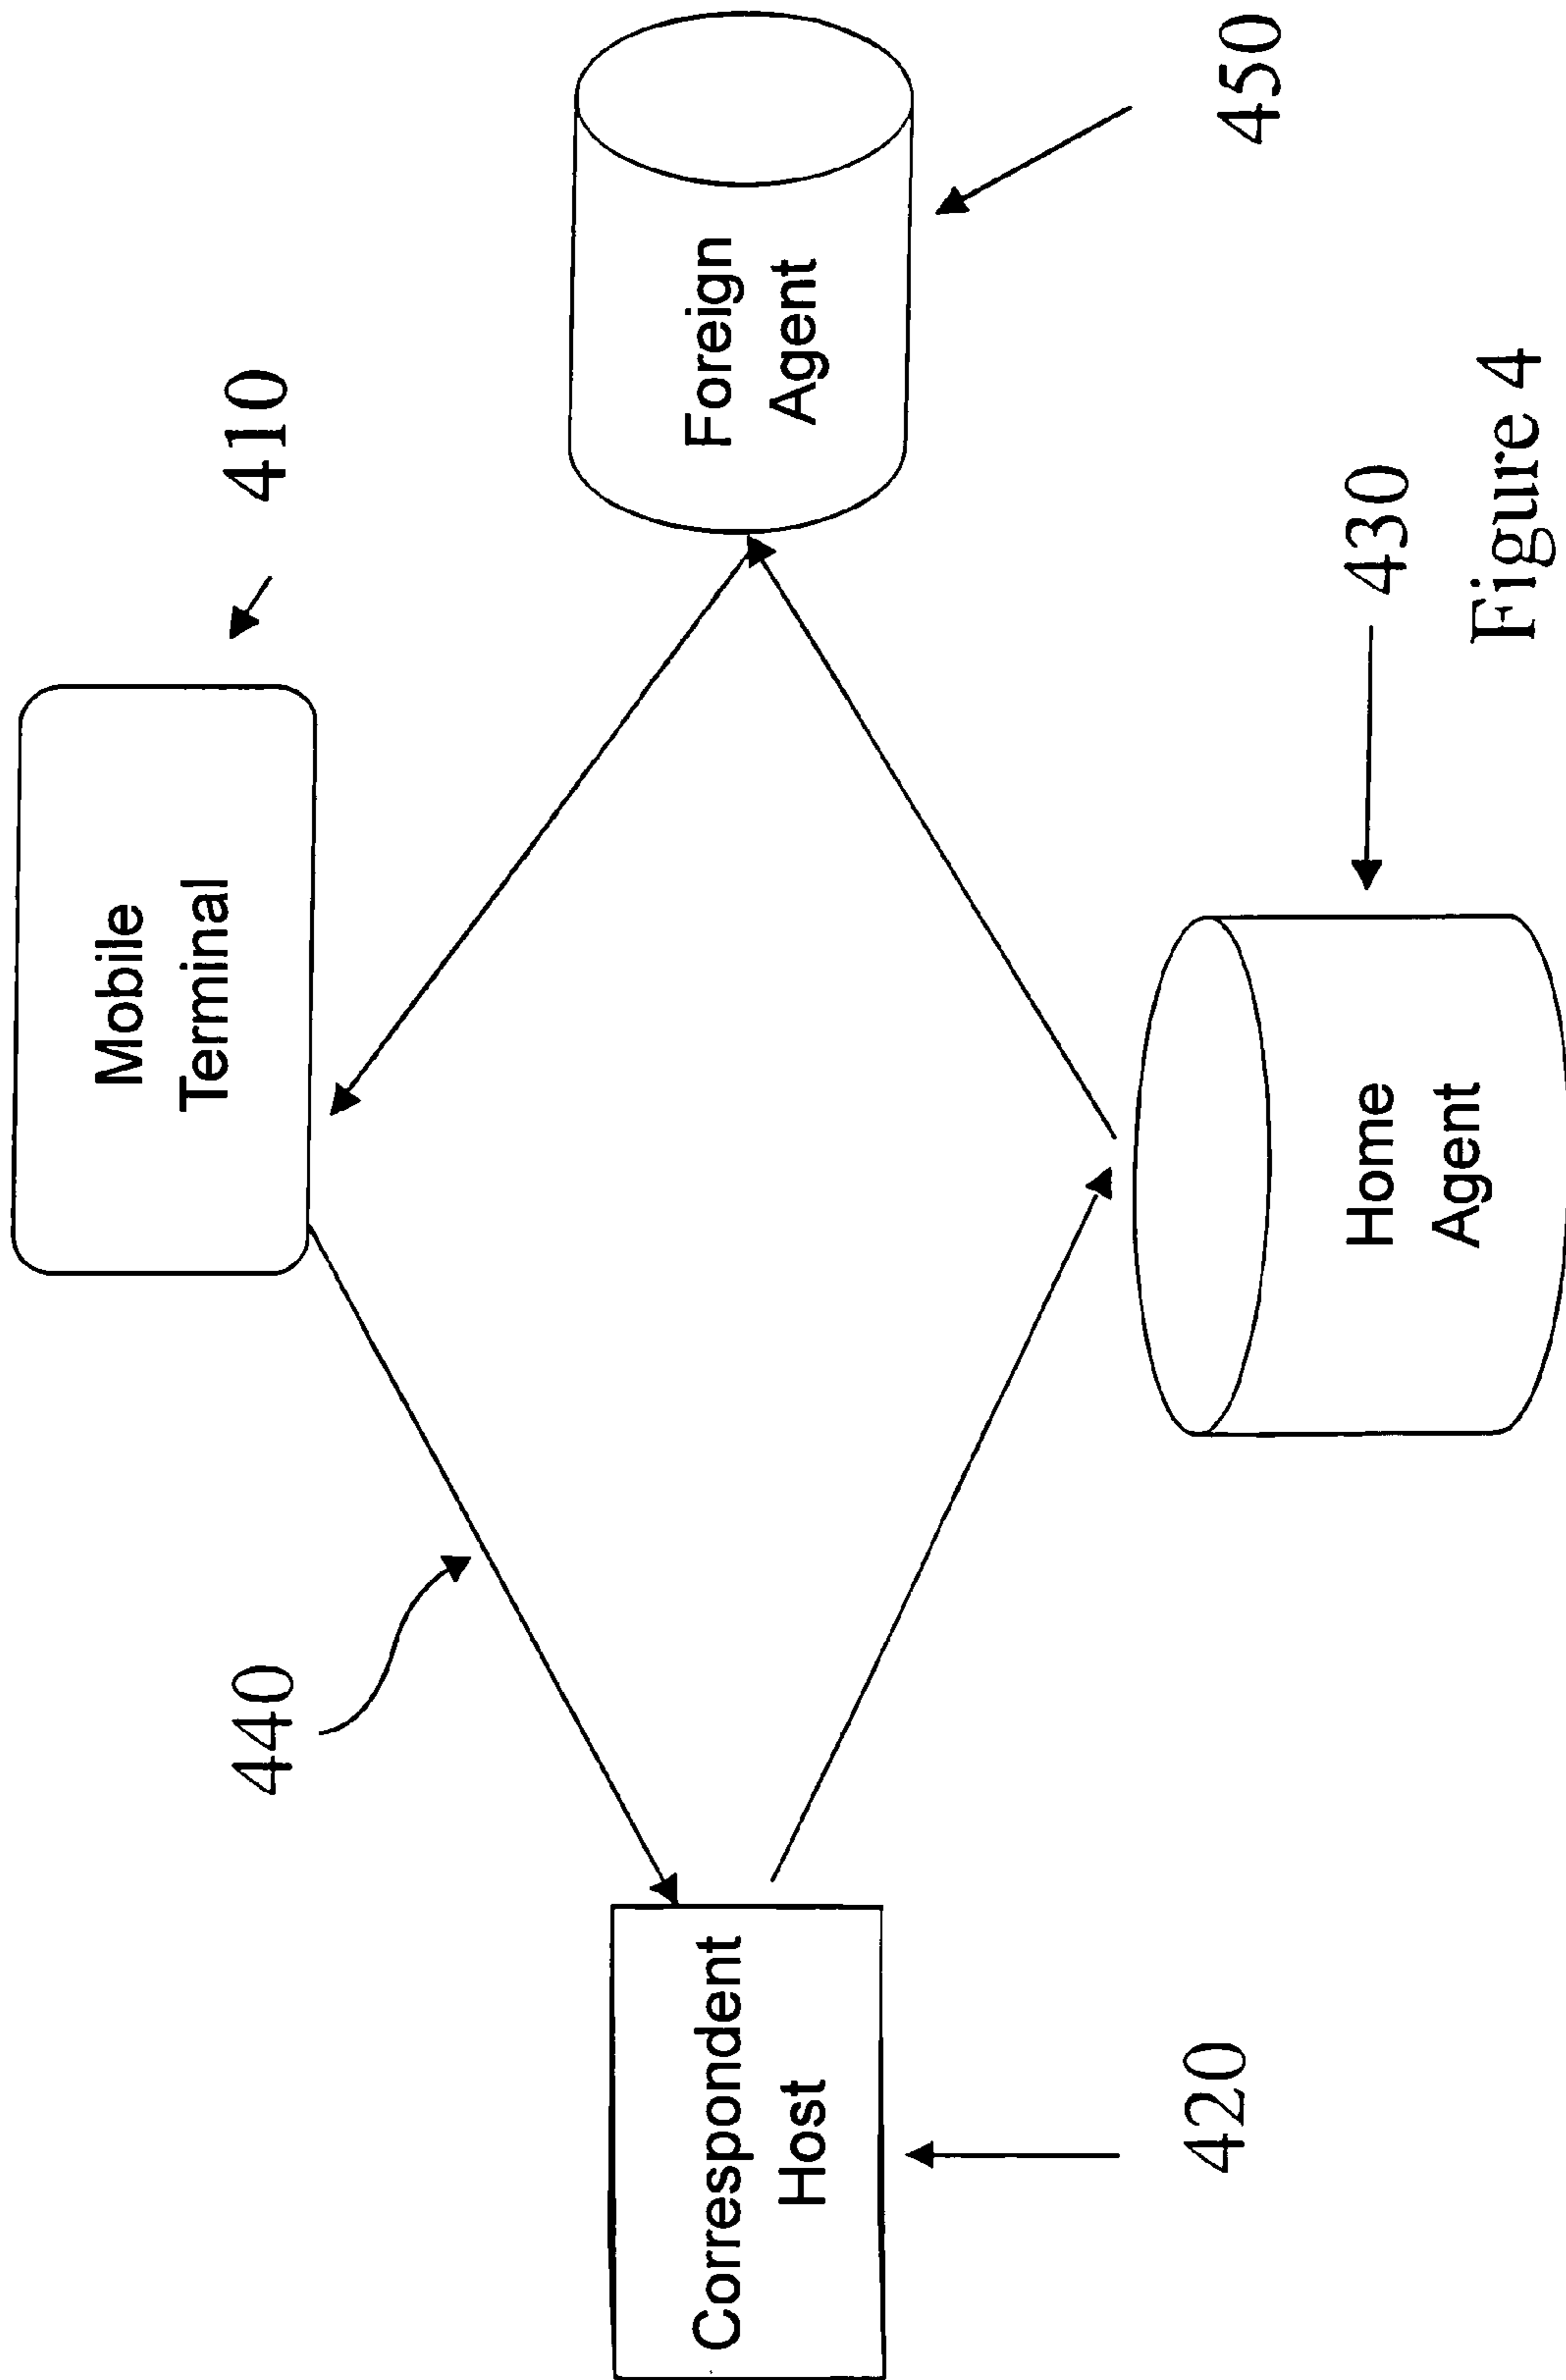 Mobile
Terminal
410
440
Correspondent
Host
420
Foreign
Agent
450
Home
Agent
430
Figure 4